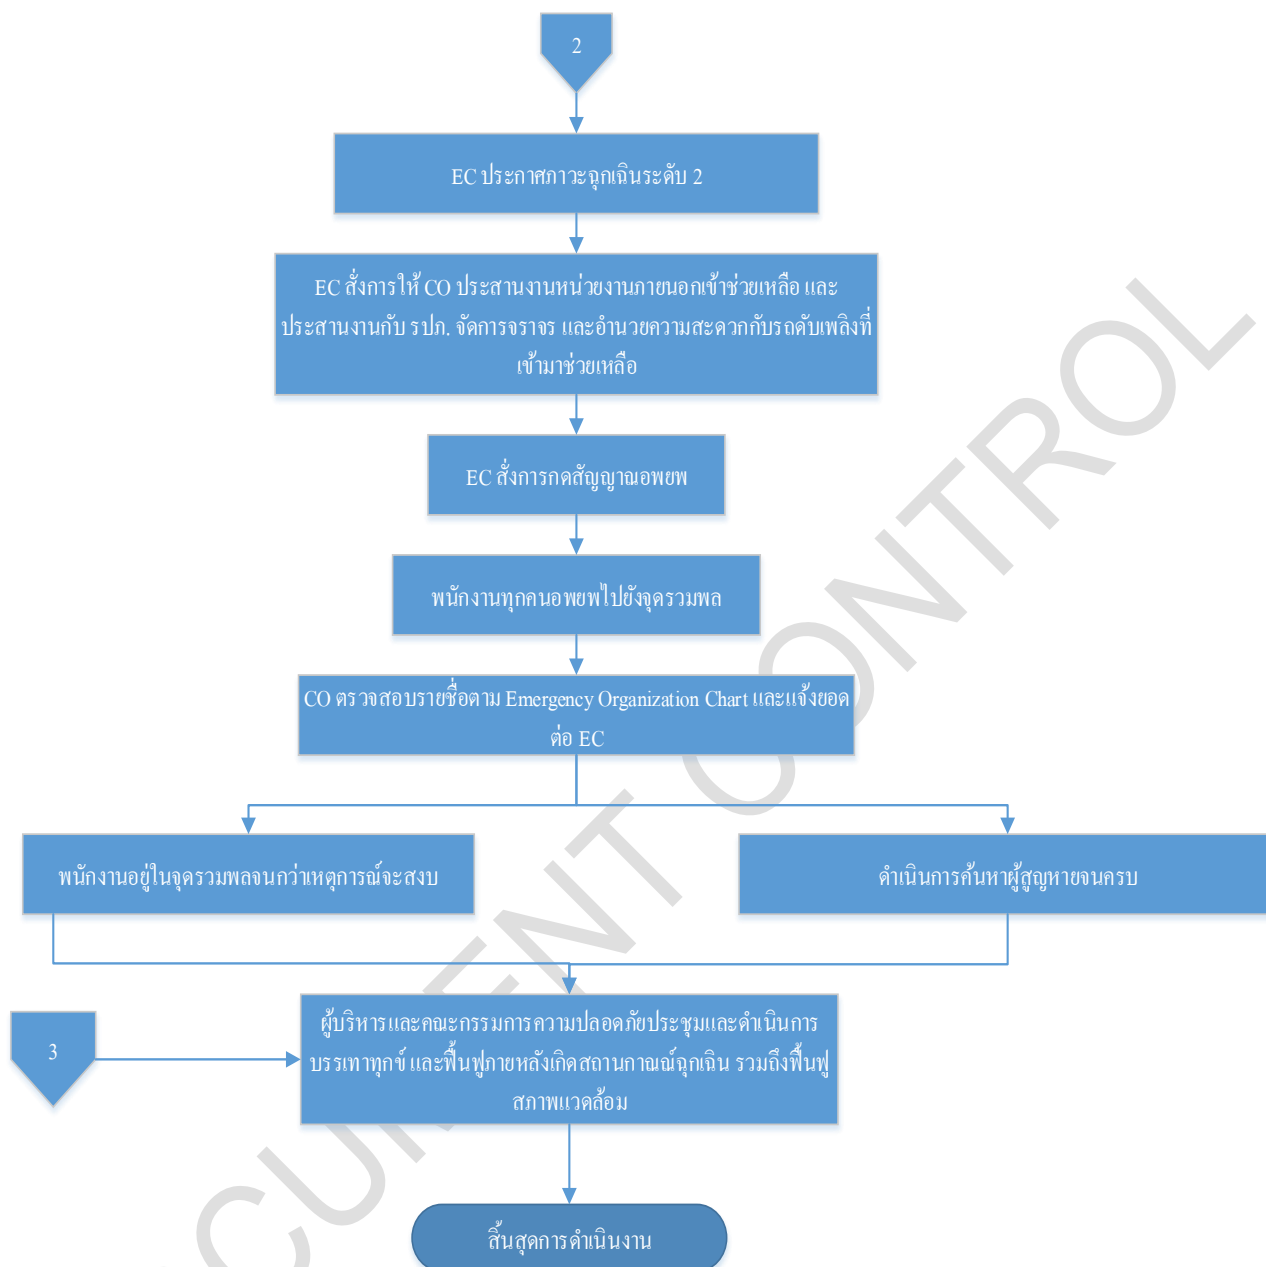 2
EC ประกาศภาวะฉุกเฉินระดับ 2
EC สั่งการให้ CO ประสานงานหน่วยงานภายนอกเข้าช่วยเหลือ และ
ประสานงานกับ รปภ. จัดการจราจร และอำนวยความสะดวกกับรถดับเพลิงที่
เข้ามาช่วยเหลือ
EC สั่งการกดสัญญาณอพยพ
พนักงานทุกคนอพยพไปยังจุดรวมพล
CO ตรวจสอบรายชื่อตาม Emergency Organization Chart และแจ้งยอด
ต่อ EC
พนักงานอยู่ในจุดรวมพลจนกว่าเหตุการณ์จะสงบ
ดำเนินการค้นหาผู้สูญหายจนครบ
3
ผู้บริหารและคณะกรรมการความปลอดภัยประชุมและดำเนินการ
บรรเทาทุกข์ และฟื้นฟูภายหลังเกิดสถานกาณณ์ฉุกเฉิน รวมถึงฟื้นฟู
สภาพแวดล้อม
สิ้นสุดการดำเนินงาน
CUMENT CONTROL